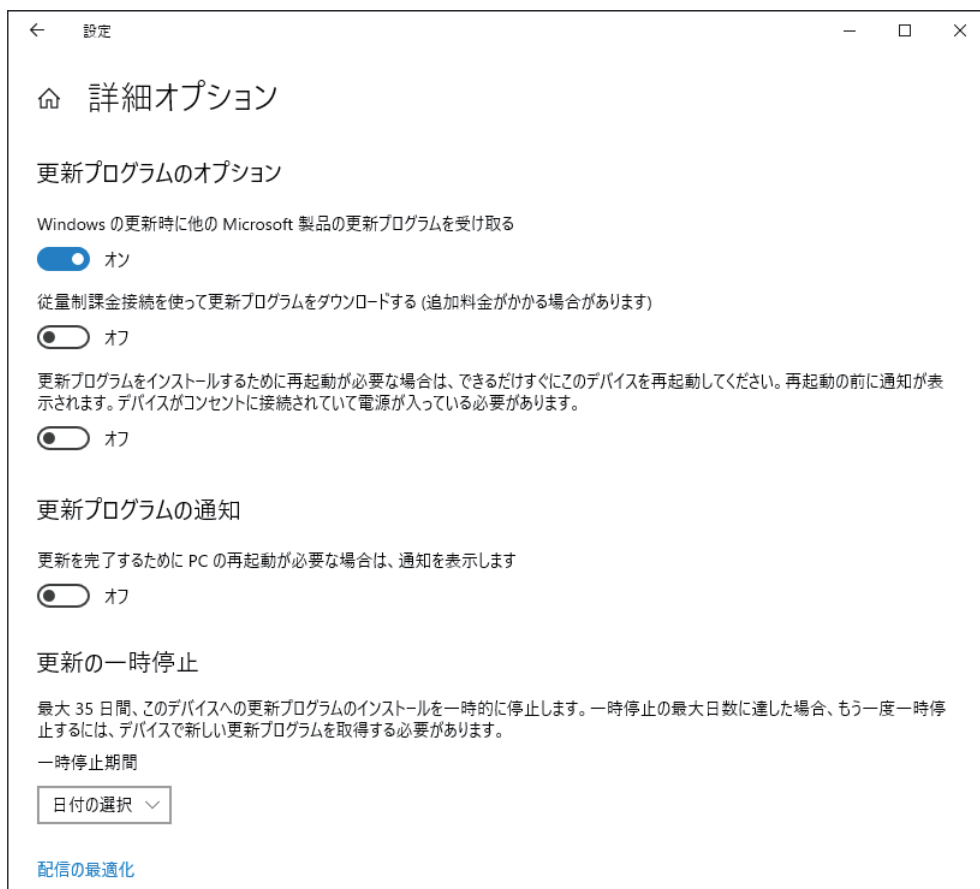 設定
詳細オプション
更新プログラムのオプション
Windows の更新時に他の Microsoft 製品の更新プログラムを受け取る
オン
従量制課金接続を使って更新プログラムをダウンロードする (追加料金がかかる場合があります)
オフ
更新プログラムをインストールするために再起動が必要な場合は、できるだけすぐにこのデバイスを再起動してください。再起動の前に通知が表
示されます。デバイスがコンセントに接続されていて電源が入っている必要があります。
オフ
更新プログラムの通知
更新を完了するために PC の再起動が必要な場合は、通知を表示します
オフ
更新の一時停止
最大 35 日間、このデバイスへの更新プログラムのインストールを一時的に停止します。一時停止の最大日数に達した場合、もう一度一時停
止するには、デバイスで新しい更新プログラムを取得する必要があります。
一時停止期間
日付の選択
配信の最適化